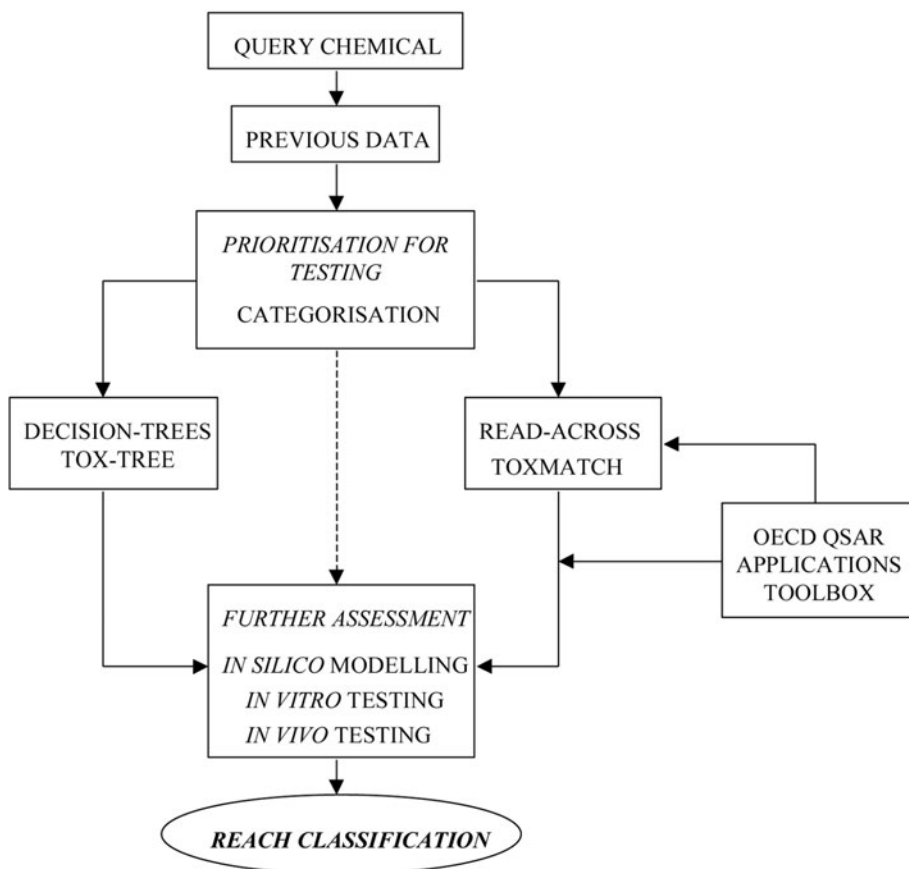 QUERY CHEMICAL
PREVIOUS DATA
PRIORITISATION FOR
TESTING
CATEGORISATION
DECISION-TREES
TOX-TREE
READ-ACROSS
TOXMATCH
OECD QSAR
APPLICATIONS
TOOLBOX
FURTHER ASSESSMENT
IN SILICO MODELLING
IN VITRO TESTING
IN VIVO TESTING
REACH CLASSIFICATION